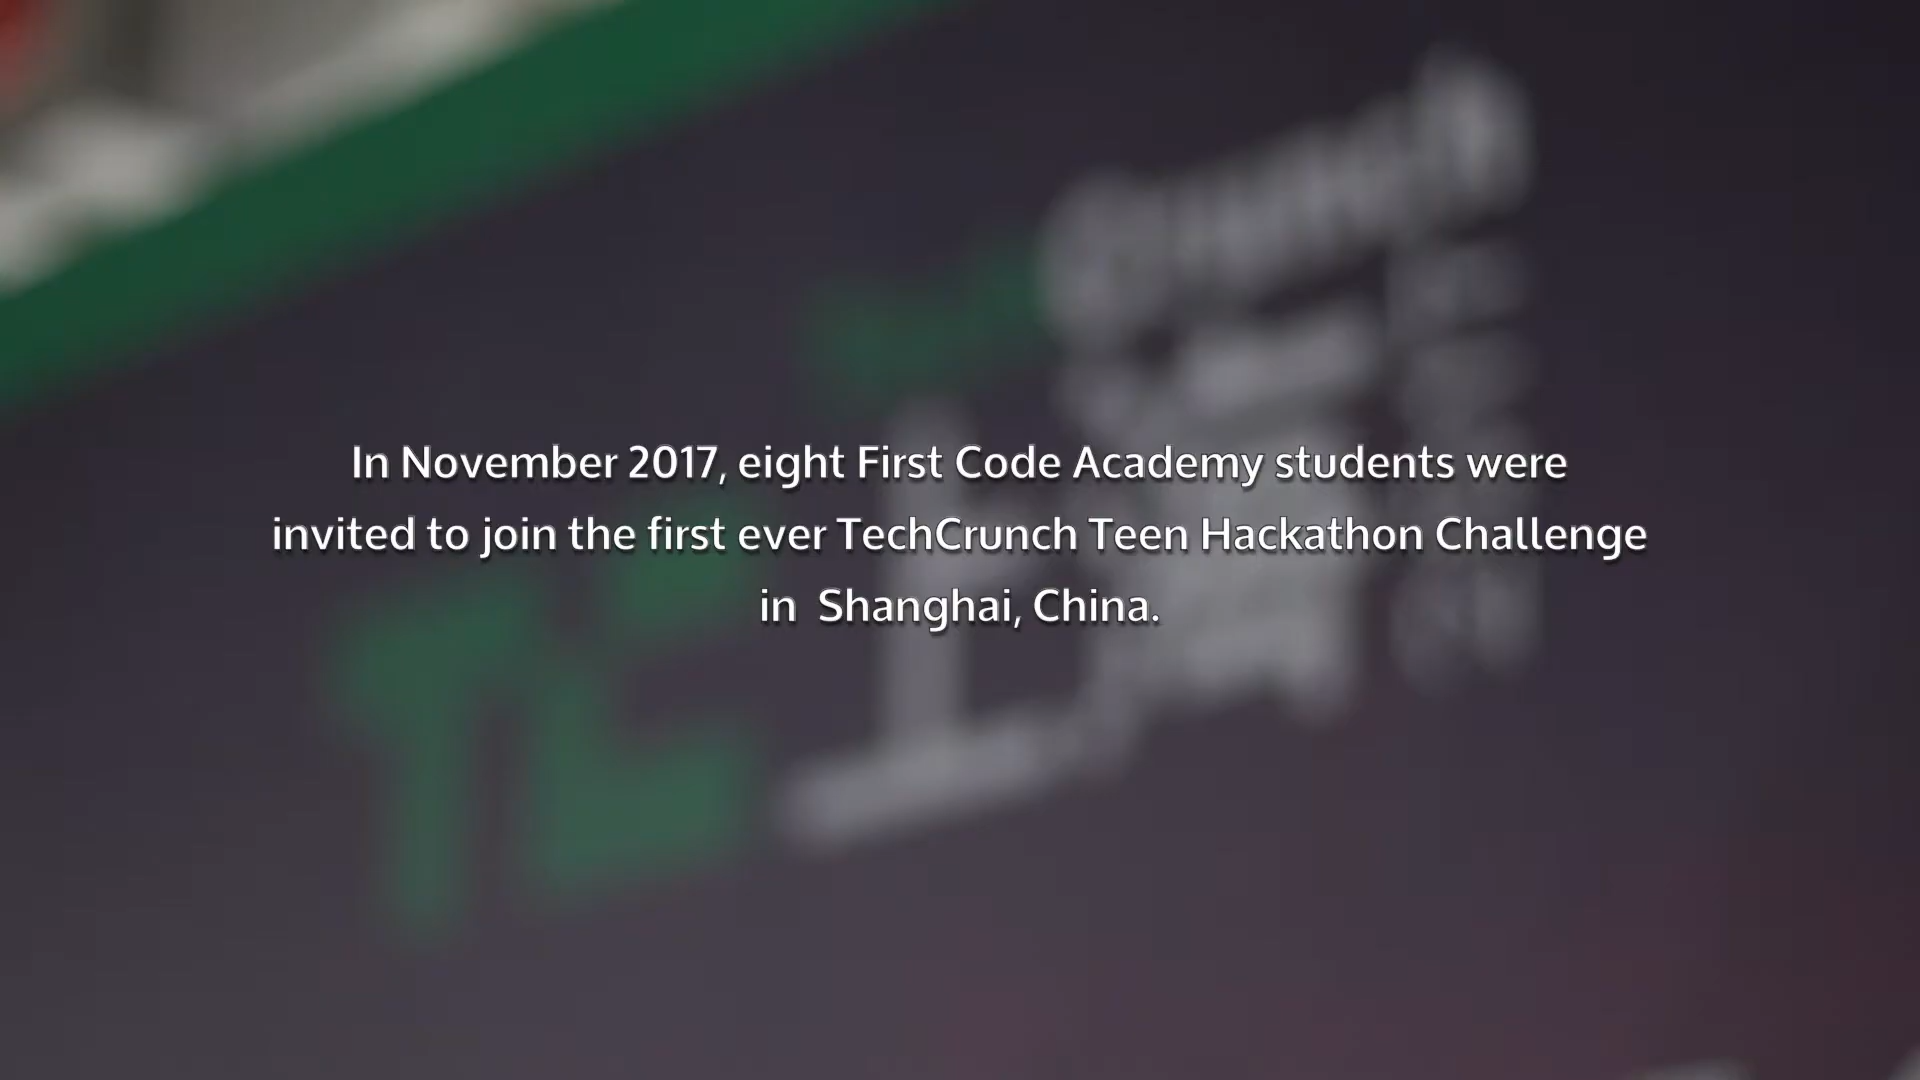 In November 2017, eight First Code Academy students were
invited to join the first ever TechCrunch Teen Hackathon Challenge
in  Shanghai, China.